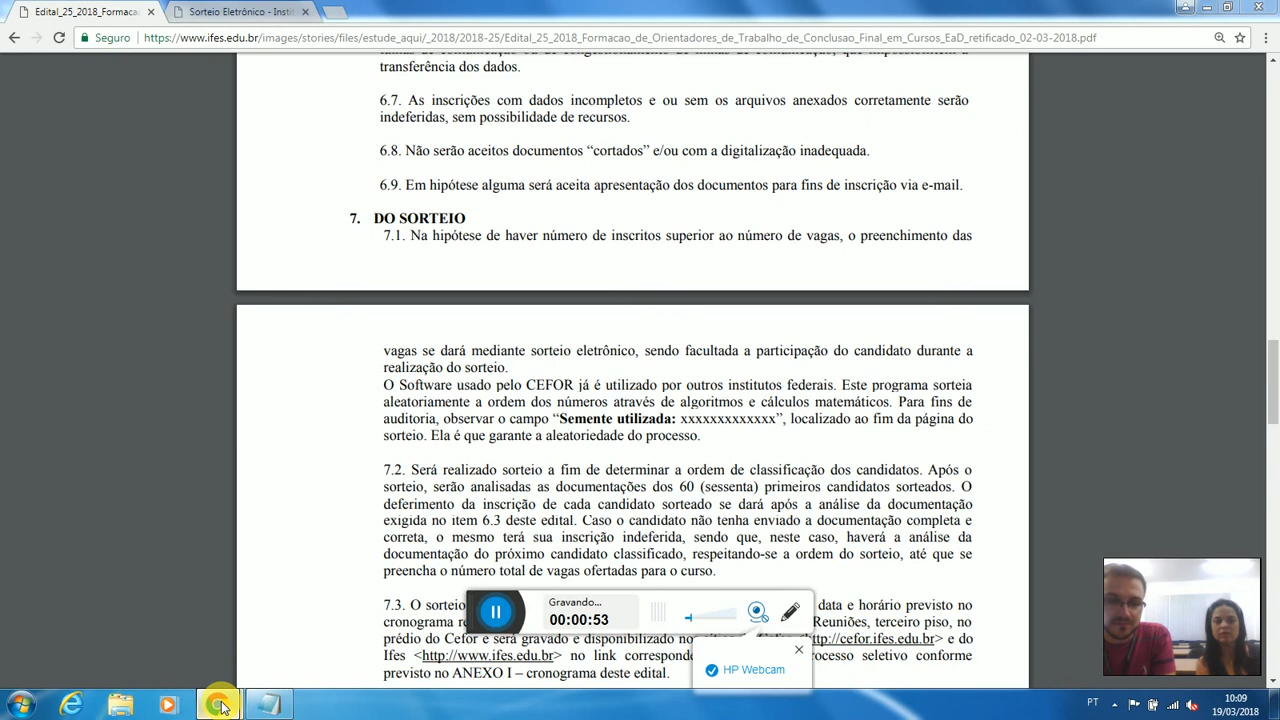 Edital_25_2018_Formaca
Sorteio Eletrônico - Instit
Seguro
https://www.ifes.edu.br/images/stories/files/estude_aqui/_2018/2018-25/Edital_25_2018_Formacao_de_Orientadores_de_Trabalho_de_Conclusao_Final_em_Cursos_EaD_retificado_02-03-2018.pdf
transferência dos dados.
6.7. As inscrições com dados incompletos e ou sem os arquivos anexados corretamente serão
indeferidas, sem possibilidade de recursos.
6.8. Não serão aceitos documentos “cortados” e/ou com a digitalização inadequada.
6.9. Em hipótese alguma será aceita apresentação dos documentos para fins de inscrição via e-mail.
7. DO SORTEIO
7.1. Na hipótese de haver número de inscritos superior ao número de vagas, o preenchimento das
vagas se dará mediante sorteio eletrônico, sendo facultada a participação do candidato durante a
realização do sorteio.
O Software usado pelo CEFOR já é utilizado por outros institutos federais. Este programa sorteia
aleatoriamente a ordem dos números através de algoritmos e cálculos matemáticos. Para fins de
auditoria, observar o campo “Semente utilizada: xxxxxxxxxxxxx”, localizado ao fim da página do
sorteio. Ela é que garante a aleatoriedade do processo.
7.2. Será realizado sorteio a fim de determinar a ordem de classificação dos candidatos. Após o
sorteio, serão analisadas as documentações dos 60 (sessenta) primeiros candidatos sorteados. O
deferimento da inscrição de cada candidato sorteado se dará após a análise da documentação
exigida no item 6.3 deste edital. Caso o candidato não tenha enviado a documentação completa e
correta, o mesmo terá sua inscrição indeferida, sendo que, neste caso, haverá a análise da
documentação do próximo candidato classificado, respeitando-se a ordem do sorteio, até que se
preencha o número total de vagas ofertadas para o curso.
7.3. O sorteio data e horário previsto no
cronograma Reuniões, terceiro piso, no
prédio do Cefor e será gravado e disponibilizado no http://cefor.ifes.edu.br> e do
Ifes <http://www.ifes.edu.br> no link processo seletivo conforme
previsto no ANEXO I – cronograma deste edital.
Gravando...
00:00:53
HP Webcam
PT
10:09
19/03/2018